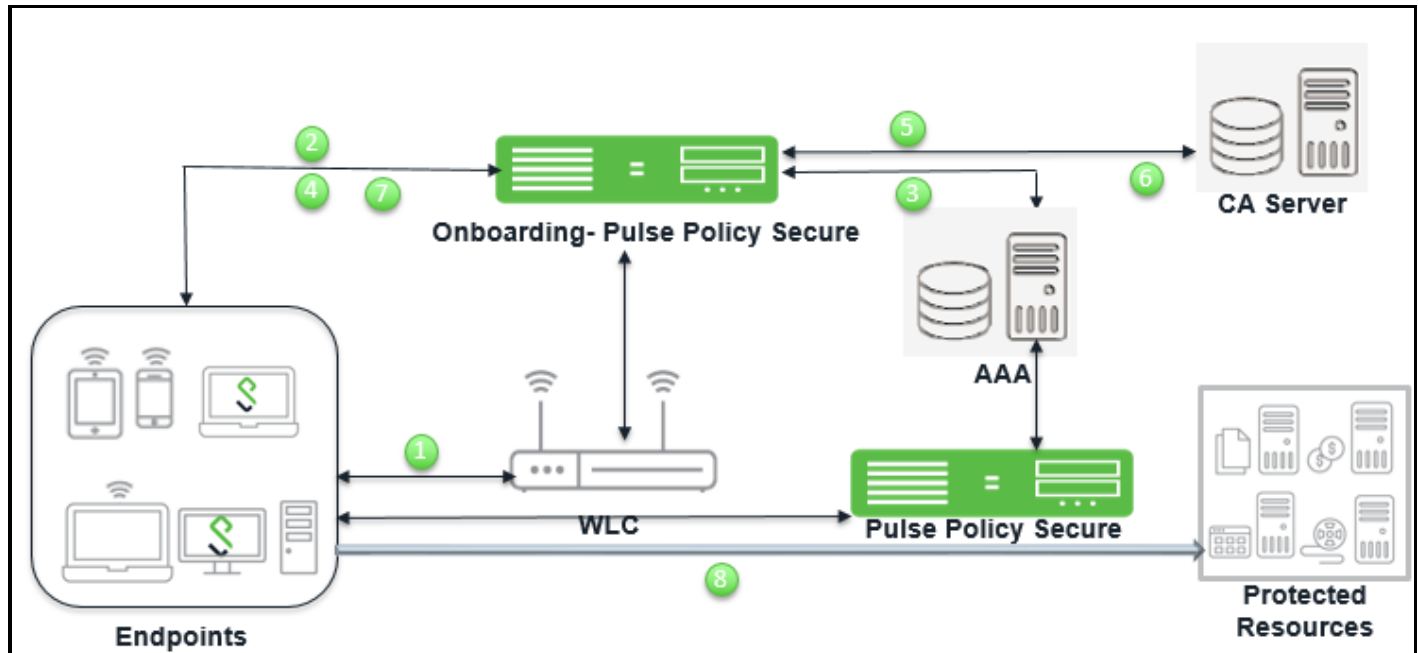 2
5
4
7
3
6
CA Server
Onboarding- Pulse Policy Secure
AAA
1
WLC
Pulse Policy Secure
8
Protected
Resources
Endpoints